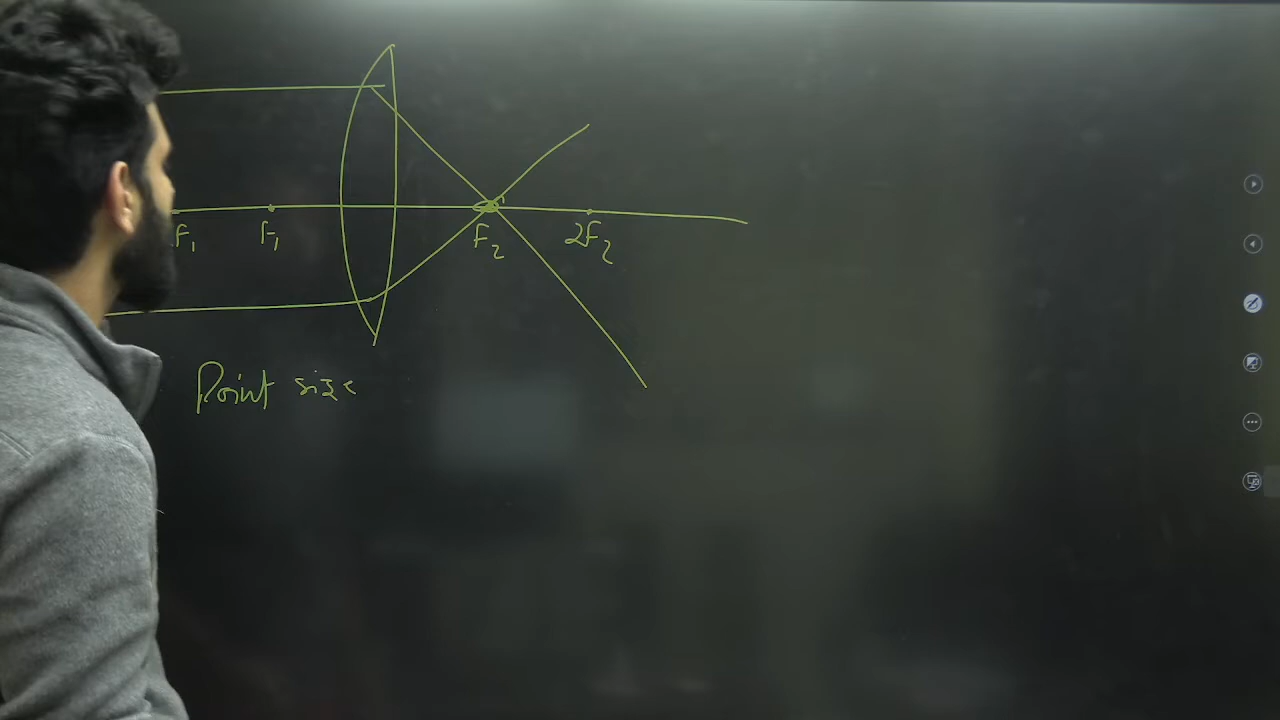 F₁ F₁ F₂ 2F₂
Point size